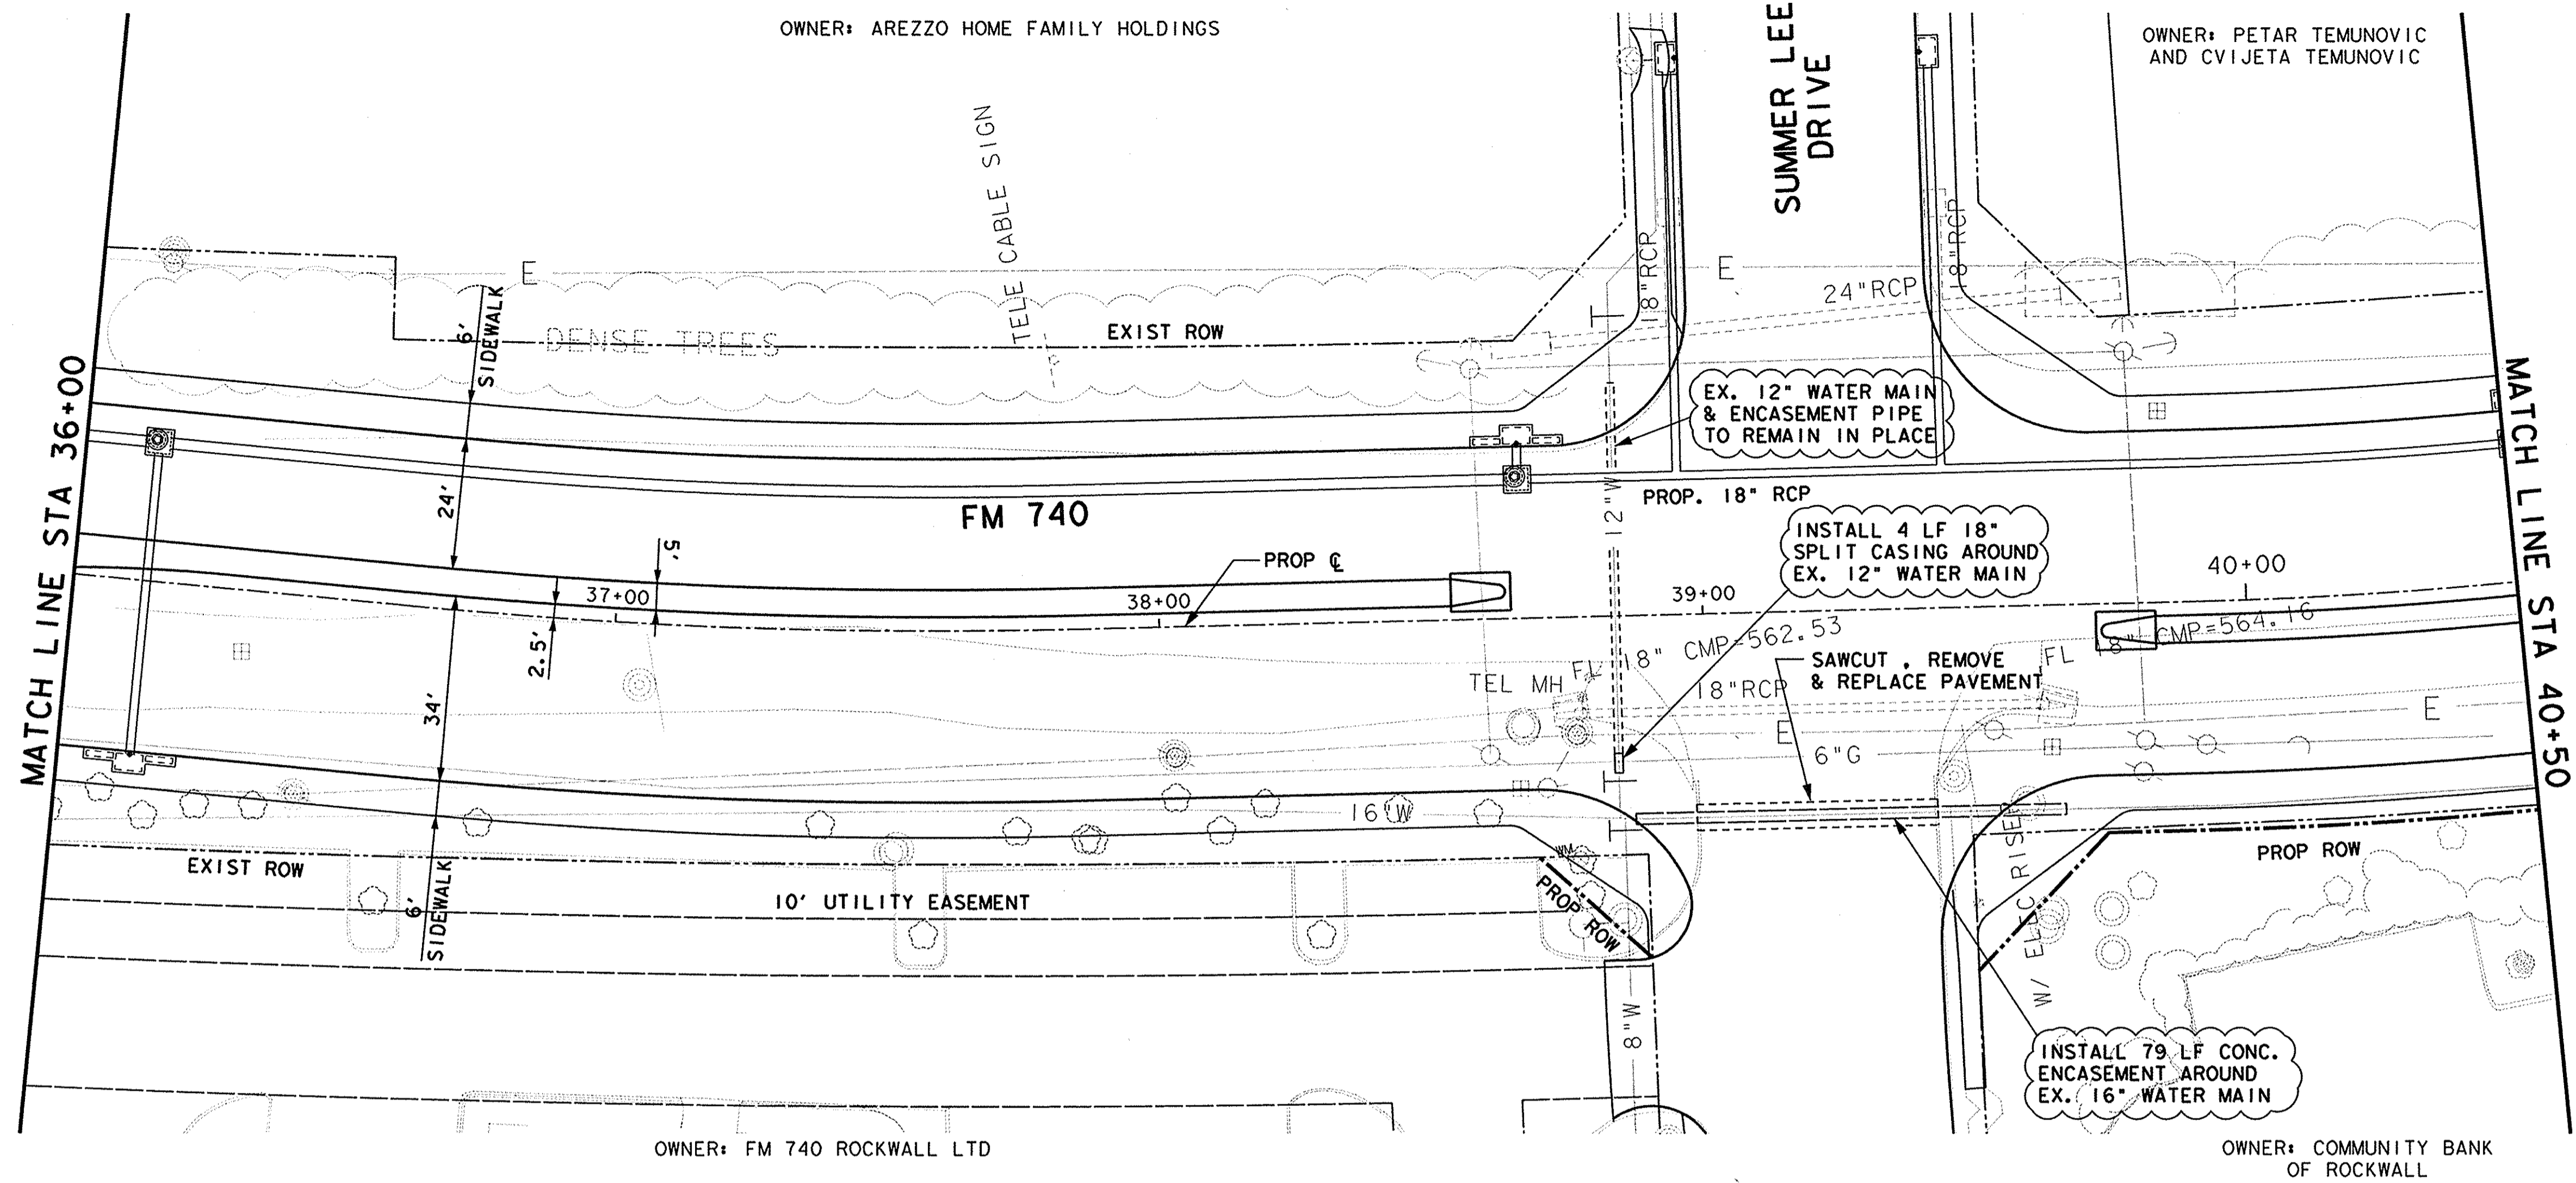 OWNER: AREZZO HOME FAMILY HOLDINGS
SUMMER LEE
DRIVE
OWNER: PETAR TEMUNOVIC
AND CVIJETA TEMUNOVIC
TELE CABLE SIGN
18"RCP
18"RCP
E
E
24"RCP
6'
SIDEWALK
DENSE TREES
EXIST ROW
MATCH LINE STA 36+00
MATCH LINE STA 40+50
EX. 12" WATER MAIN
& ENCASEMENT PIPE
TO REMAIN IN PLACE
24'
FM 740
12"W
PROP. 18" RCP
INSTALL 4 LF 18"
SPLIT CASING AROUND
EX. 12" WATER MAIN
5'
PROP ℄
37+00
38+00
39+00
40+00
2.5'
FL 18" CMP=562.53
FL 18" CMP=564.16
SAWCUT , REMOVE
& REPLACE PAVEMENT
TEL MH
18"RCP
34'
E
E
6"G
16"W
WM
EXIST ROW
PROP ROW
10' UTILITY EASEMENT
PROP ROW
6'
SIDEWALK
W/ ELEC RISER
8"W
INSTALL 79 LF CONC.
ENCASEMENT AROUND
EX. 16" WATER MAIN
OWNER: FM 740 ROCKWALL LTD
OWNER: COMMUNITY BANK
OF ROCKWALL